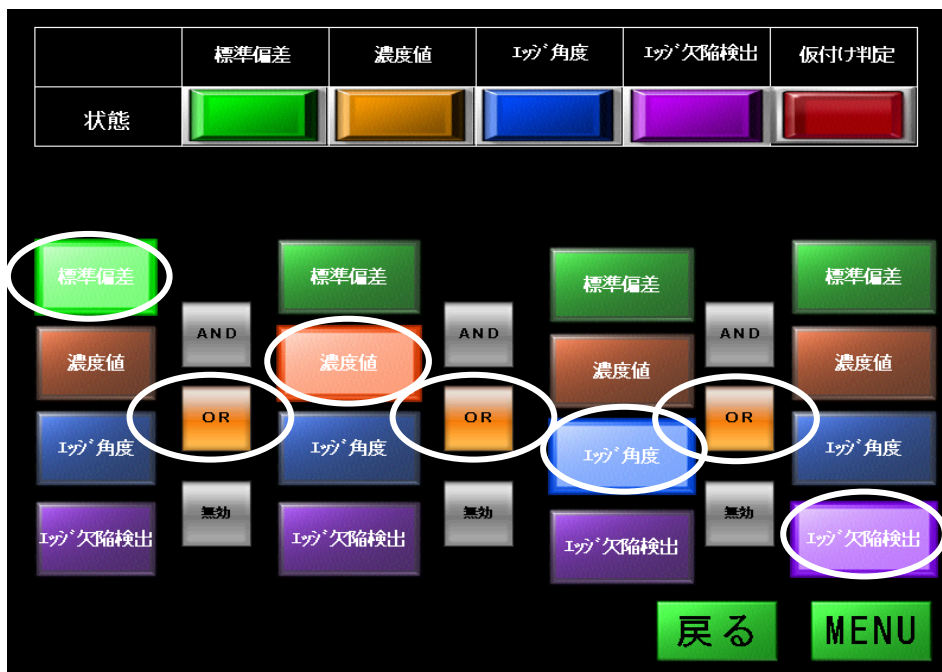 標準偏差 濃度値 ｴｯｼﾞ角度 ｴｯｼﾞ欠陥検出 仮付け判定
状態
標準偏差 標準偏差 標準偏差 標準偏差
AND AND AND
濃度値 濃度値 濃度値 濃度値
OR OR OR
ｴｯｼﾞ角度 ｴｯｼﾞ角度 ｴｯｼﾞ角度 ｴｯｼﾞ角度
無効 無効 無効
ｴｯｼﾞ欠陥検出 ｴｯｼﾞ欠陥検出 ｴｯｼﾞ欠陥検出 ｴｯｼﾞ欠陥検出
戻る MENU